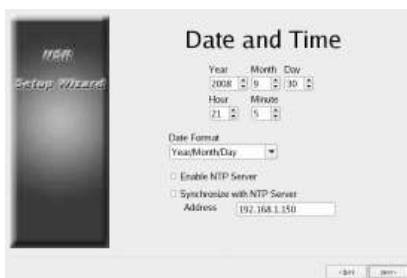 Date and Time
Setup Wizard
Year Month Day
2008 9 30
Hour Minute
21 5
Date Format
Year/Month/Day
Enable NTP Server
Synchronize with NTP Server
Address 192.168.1.150